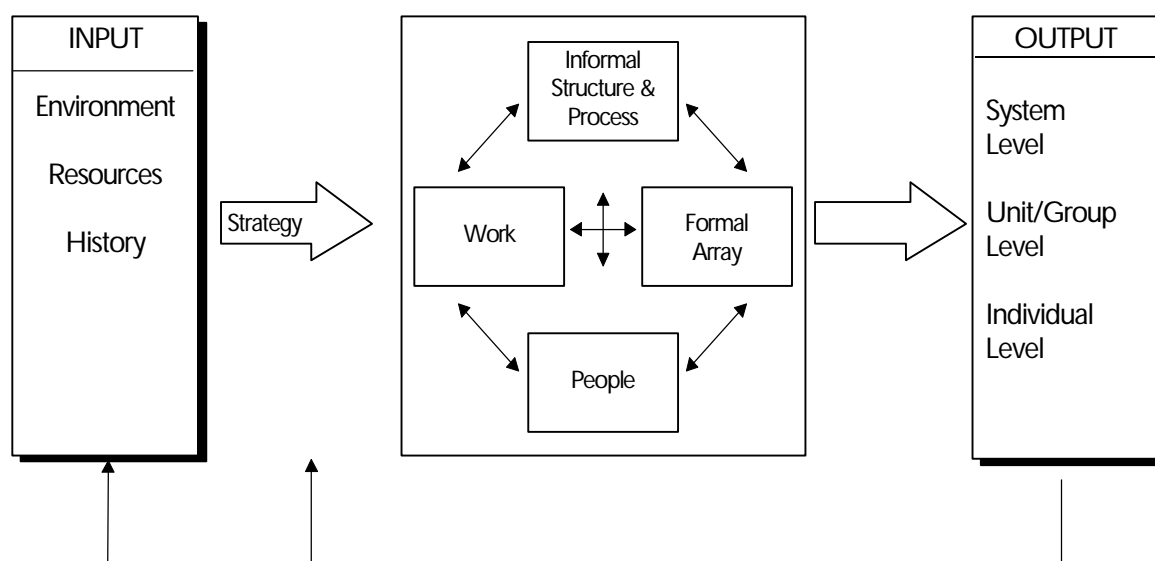 INPUT
Environment
Resources
History
Strategy
Informal
Structure &
Process
Work
Formal
Array
People
OUTPUT
System
Level
Unit/Group
Level
Individual
Level